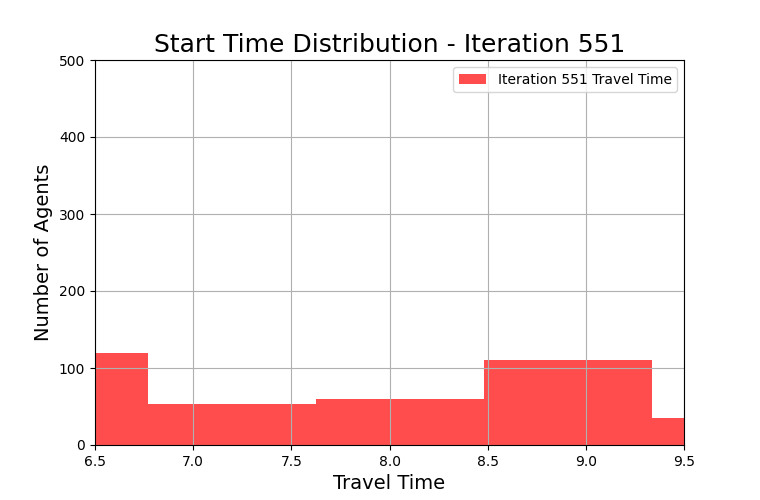 Start Time Distribution - Iteration 551
Iteration 551 Travel Time
Number of Agents
500
400
300
200
100
0
6.5 7.0 7.5 8.0 8.5 9.0 9.5
Travel Time